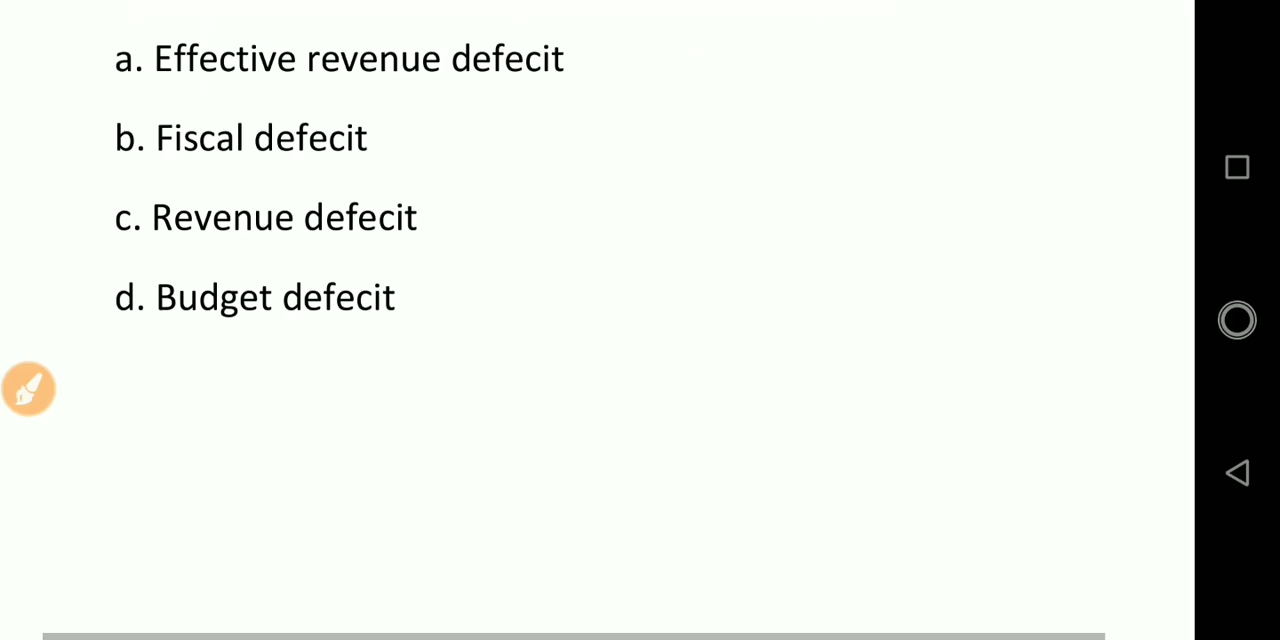 a. Effective revenue defecit
b. Fiscal defecit
c. Revenue defecit
d. Budget defecit